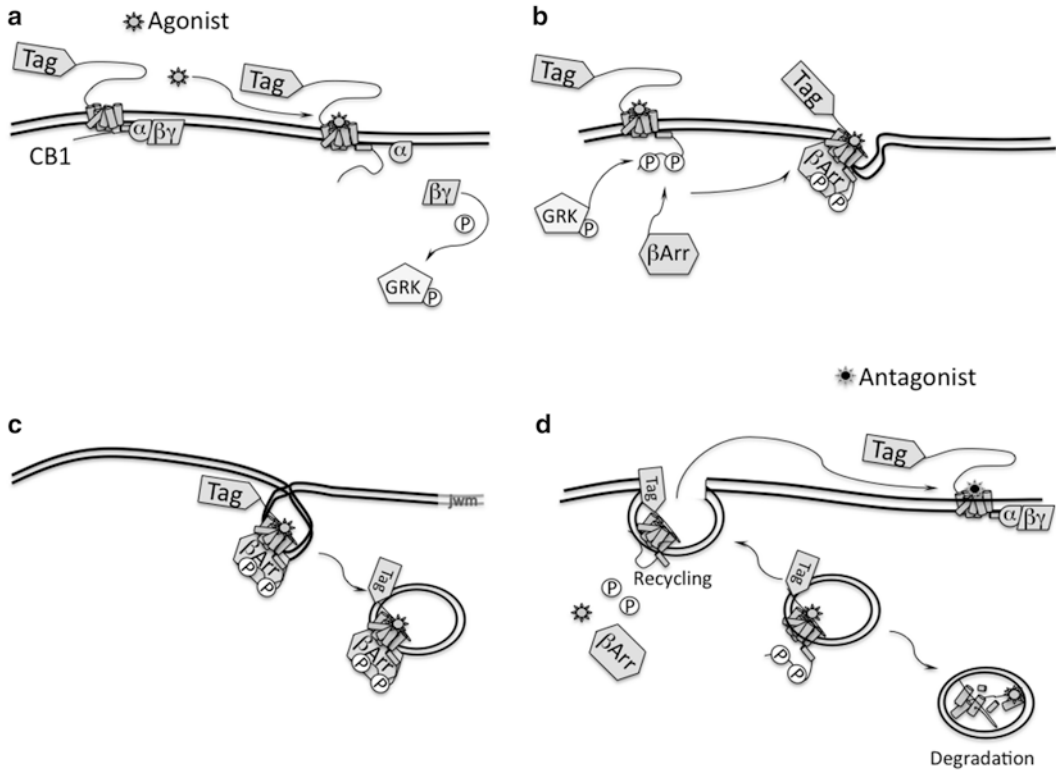 a
Agonist
Tag
Tag
α
βγ
CB1
α
βγ
P
GRK
P
b
Tag
Tag
P
P
βArr
P
P
GRK
P
βArr
Antagonist
c
Tag
Jwm
βArr
P
P
Tag
βArr
P
P
d
Tag
Tag
α
βγ
Recycling
Tag
P
P
βArr
P
P
Degradation